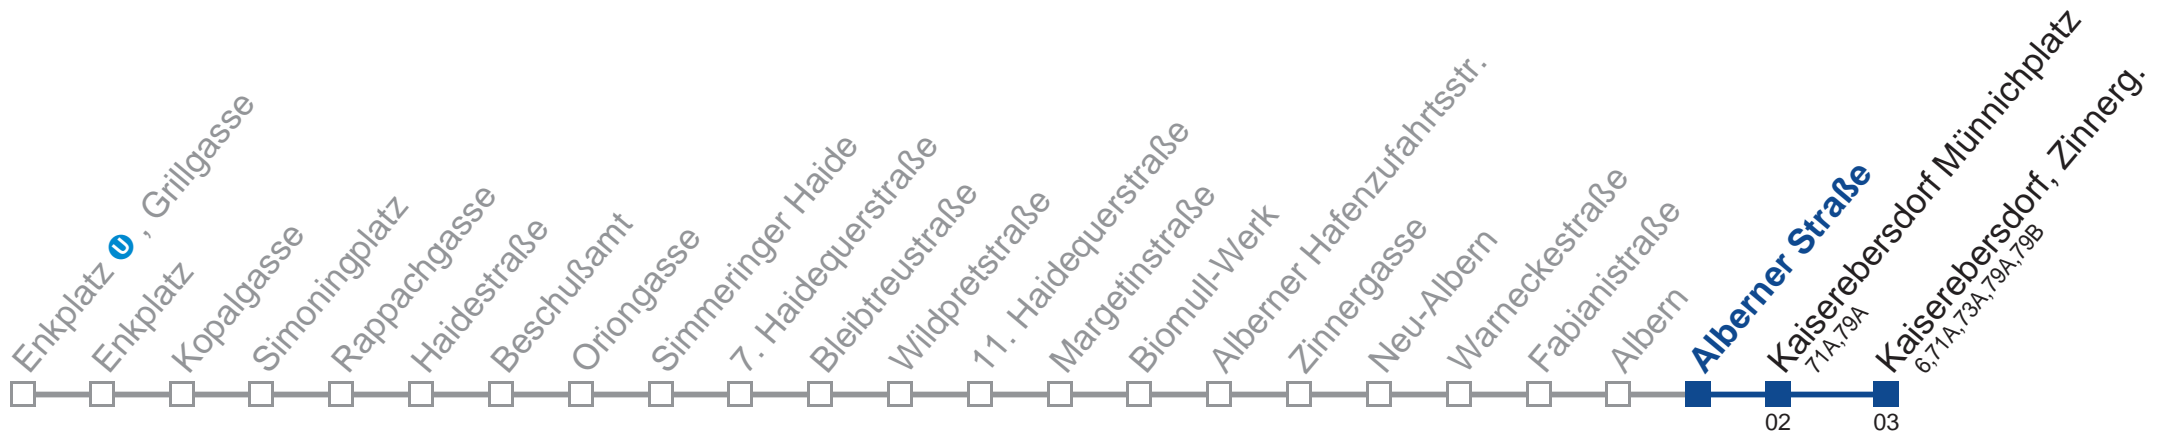 Enkplatz U , Grillgasse
Enkplatz
Kopalgasse
Simoningplatz
Rappachgasse
Haidestraße
Beschußamt
Oriongasse
Simmeringer Haide
7. Haidequerstraße
Bleibtreustraße
Wildpretstraße
11. Haidequerstraße
Margetinstraße
Biomull-Werk
Alberner Hafenzufahrtsstr.
Zinnergasse
Neu-Albern
Warneckestraße
Fabianistraße
Albern
Alberner Straße
Kaiserebersdorf Münnichplatz
71A,79A
02
Kaiserebersdorf, Zinnerg.
6,71A,73A,79A,79B
03